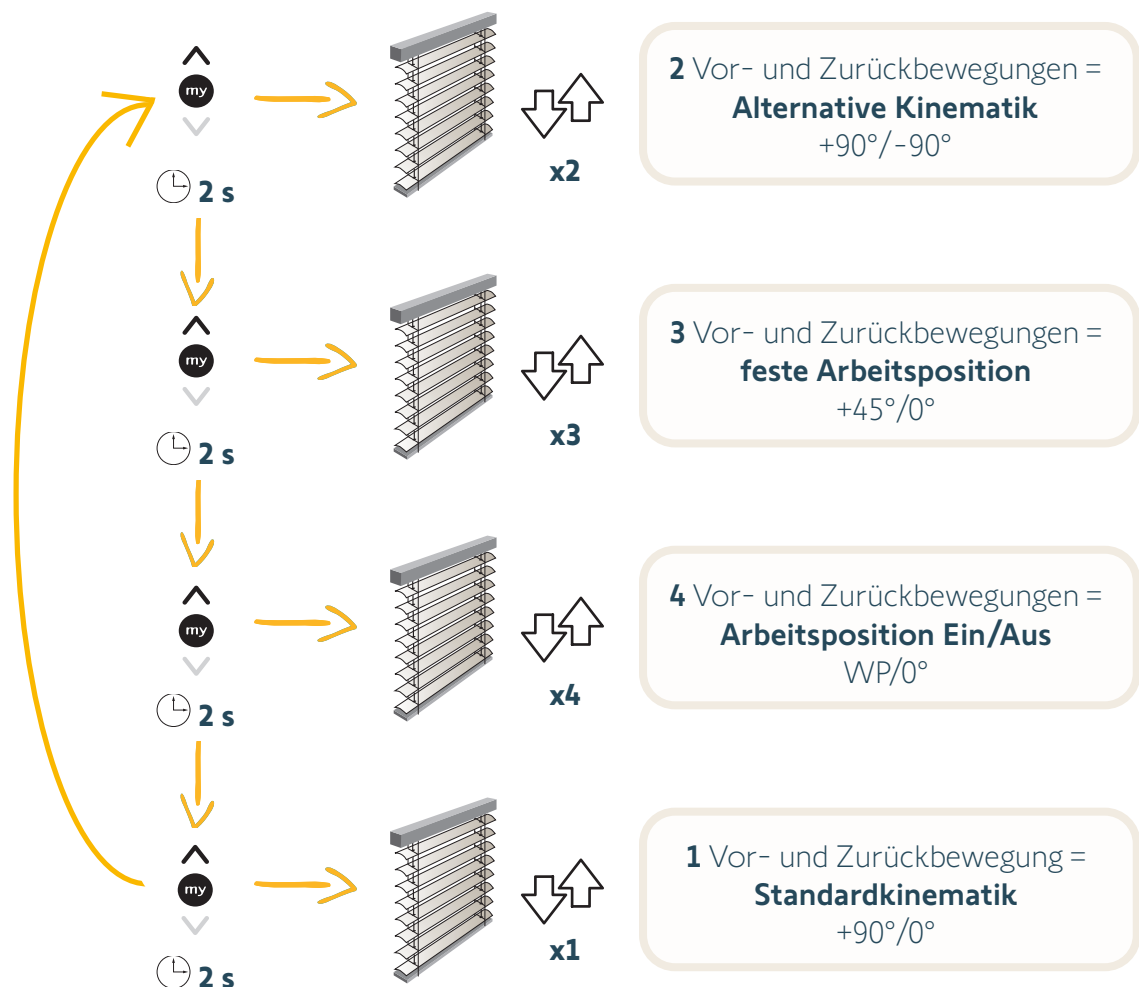 my
2 s
x2
2 Vor- und Zurückbewegungen =
Alternative Kinematik
+90°/-90°
my
2 s
x3
3 Vor- und Zurückbewegungen =
feste Arbeitsposition
+45°/0°
my
2 s
x4
4 Vor- und Zurückbewegungen =
Arbeitsposition Ein/Aus
WP/0°
my
2 s
x1
1 Vor- und Zurückbewegung =
Standardkinematik
+90°/0°